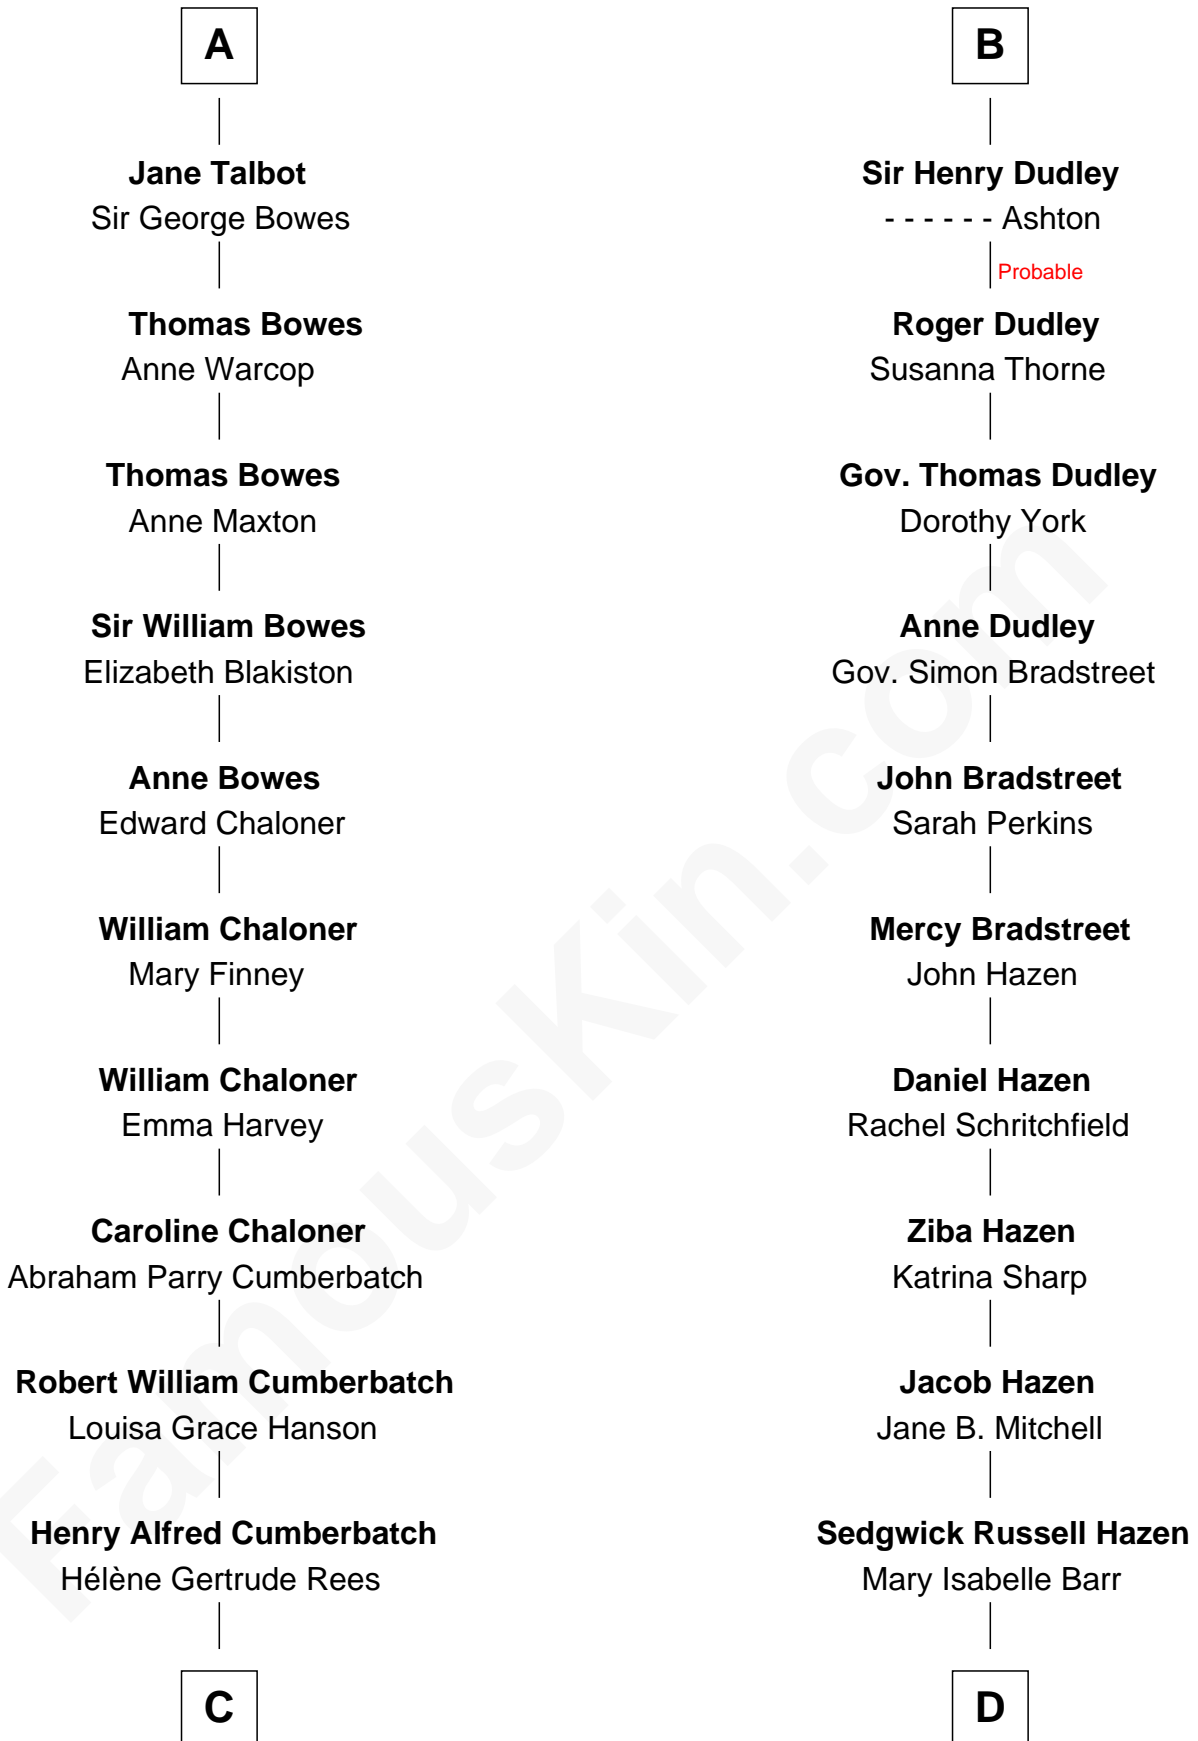 A
Jane Talbot
Sir George Bowes
Thomas Bowes
Anne Warcop
Thomas Bowes
Anne Maxton
Sir William Bowes
Elizabeth Blakiston
Anne Bowes
Edward Chaloner
William Chaloner
Mary Finney
William Chaloner
Emma Harvey
Caroline Chaloner
Abraham Parry Cumberbatch
Robert William Cumberbatch
Louisa Grace Hanson
Henry Alfred Cumberbatch
Hélène Gertrude Rees
C
B
Sir Henry Dudley
- - - - - - Ashton
Probable
Roger Dudley
Susanna Thorne
Gov. Thomas Dudley
Dorothy York
Anne Dudley
Gov. Simon Bradstreet
John Bradstreet
Sarah Perkins
Mercy Bradstreet
John Hazen
Daniel Hazen
Rachel Schritchfield
Ziba Hazen
Katrina Sharp
Jacob Hazen
Jane B. Mitchell
Sedgwick Russell Hazen
Mary Isabelle Barr
D
FamousKin.com